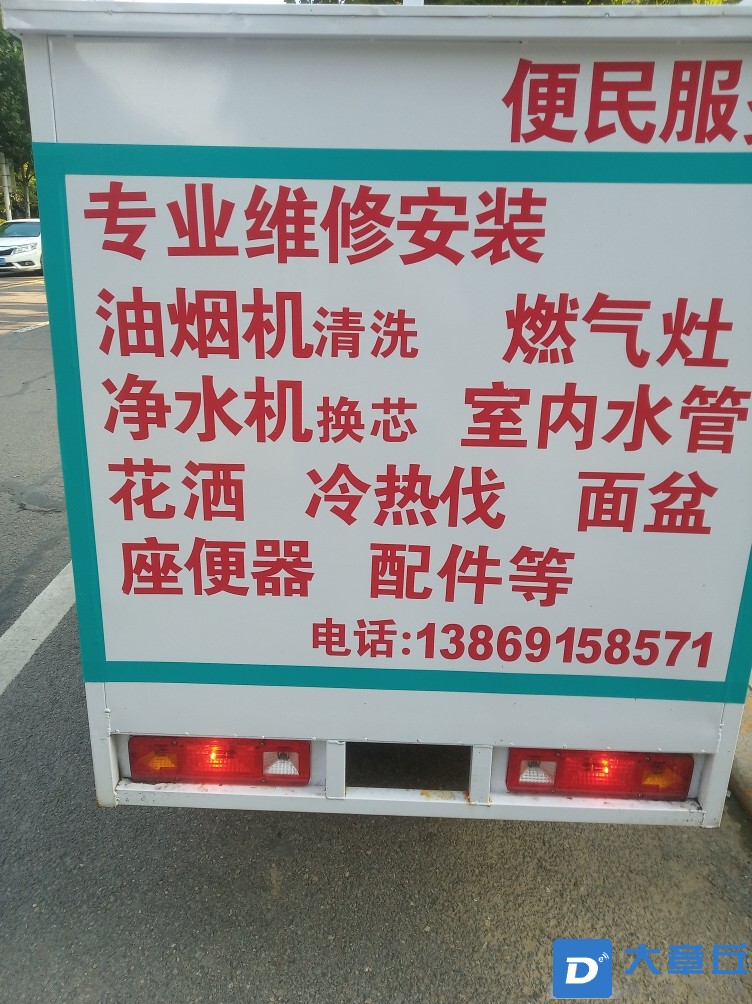 便民服
专业维修安装
油烟机清洗 燃气灶
净水机换芯 室内水管
花洒 冷热伐 面盆
座便器 配件等
电话:13869158571
D 大章丘